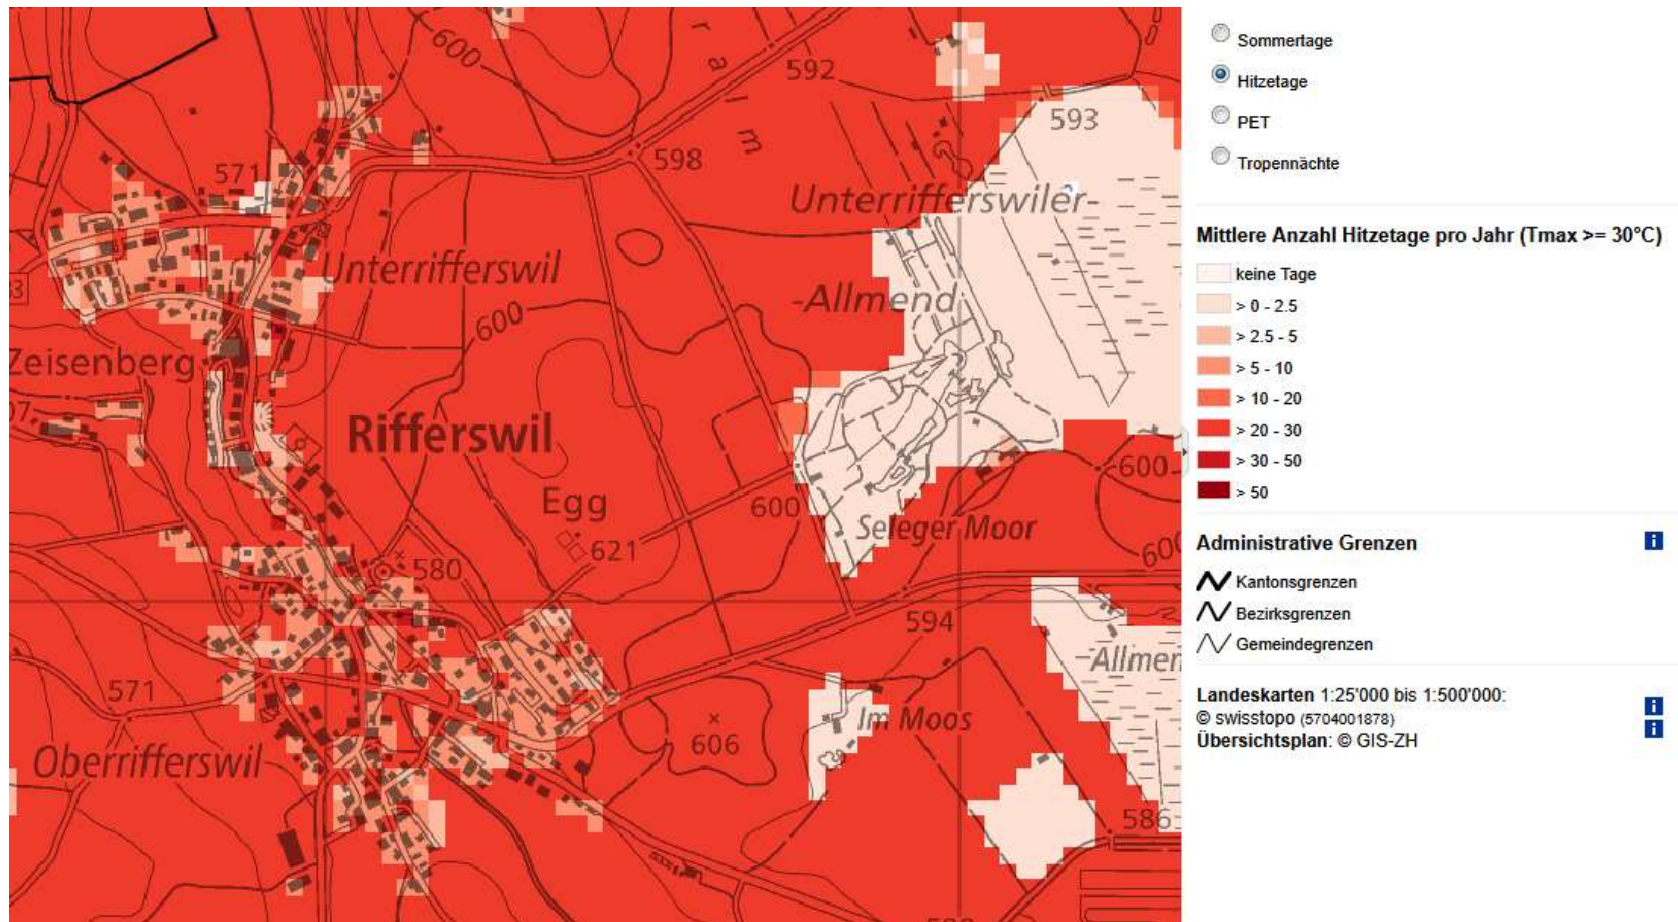 600
r
a
l
m
592
593
571
598
Unterrifferswiler-
Unterrifferswil
-Allmend
600
Zeisenberg
Rifferswil
600
Egg
600
621
Seleger Moor
580
594
571
Im Moos
606
Oberrifferswil
586
Sommertage
Hitzetage
PET
Tropennächte
Mittlere Anzahl Hitzetage pro Jahr (Tmax >= 30°C)
keine Tage
> 0 - 2.5
> 2.5 - 5
> 5 - 10
> 10 - 20
> 20 - 30
> 30 - 50
> 50
Administrative Grenzen
i
Kantonsgrenzen
Bezirksgrenzen
Gemeindegrenzen
Landeskarten 1:25'000 bis 1:500'000:
i
© swisstopo (5704001878)
i
Übersichtsplan: © GIS-ZH